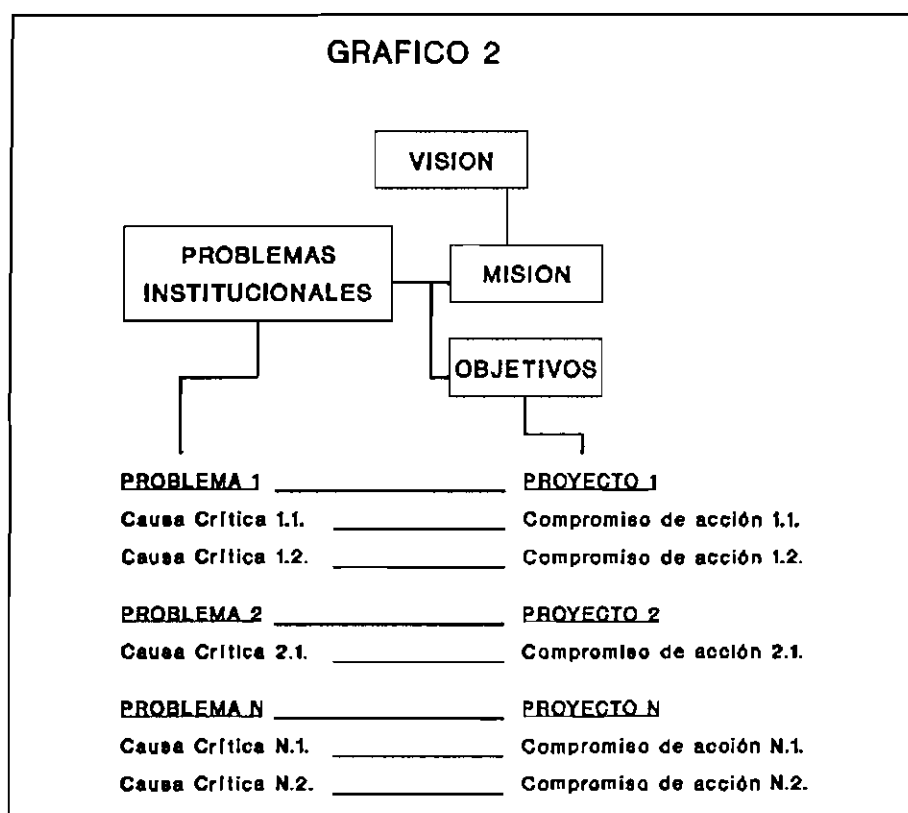 GRAFICO 2
VISION
PROBLEMAS
INSTITUCIONALES
MISION
OBJETIVOS
PROBLEMA 1 PROYECTO 1
Causa Crítica 1.1. Compromiso de acción 1.1.
Causa Crítica 1.2. Compromiso de acción 1.2.
PROBLEMA 2 PROYECTO 2
Causa Crítica 2.1. Compromiso de acción 2.1.
PROBLEMA N PROYECTO N
Causa Crítica N.1. Compromiso de acción N.1.
Causa Crítica N.2. Compromiso de acción N.2.